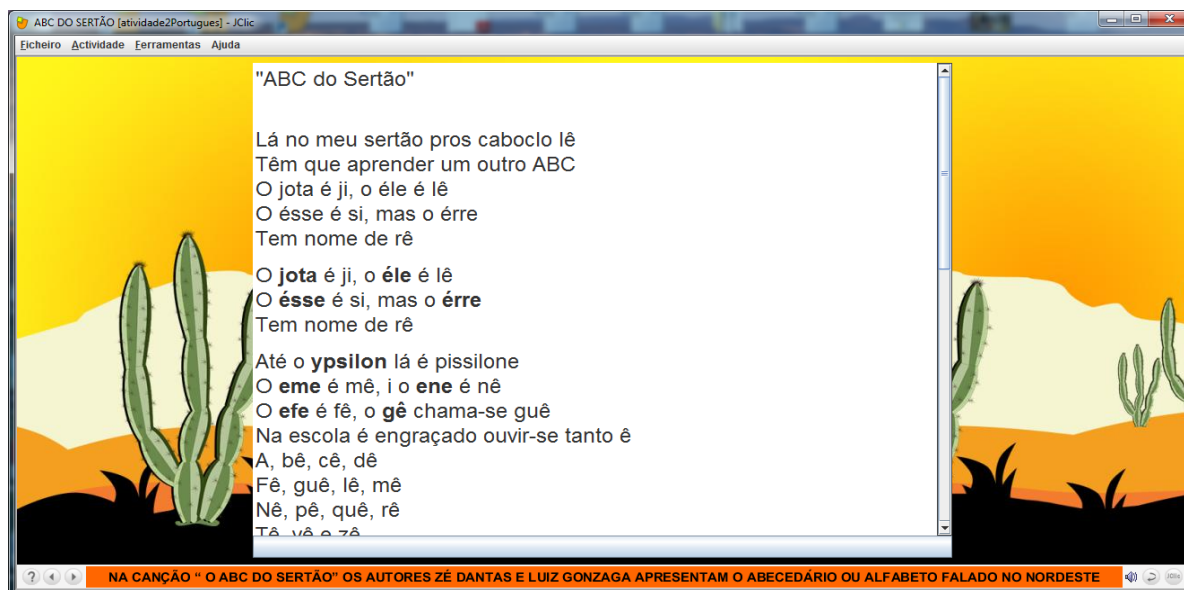 ABC DO SERTÃO [atividade2Portugues] - JClic
Ficheiro Actividade Ferramentas Ajuda
"ABC do Sertão"
Lá no meu sertão pros caboclo lê
Têm que aprender um outro ABC
O jota é ji, o éle é lê
O ésse é si, mas o érre
Tem nome de rê
O jota é ji, o éle é lê
O ésse é si, mas o érre
Tem nome de rê
Até o ypsilon lá é pissilone
O eme é mê, i o ene é nê
O efe é fê, o gê chama-se guê
Na escola é engraçado ouvir-se tanto ê
A, bê, cê, dê
Fê, guê, lê, mê
Nê, pê, quê, rê
Tê, vê e zê
NA CANÇÃO “ O ABC DO SERTÃO” OS AUTORES ZÉ DANTAS E LUIZ GONZAGA APRESENTAM O ABECEDÁRIO OU ALFABETO FALADO NO NORDESTE
JClic